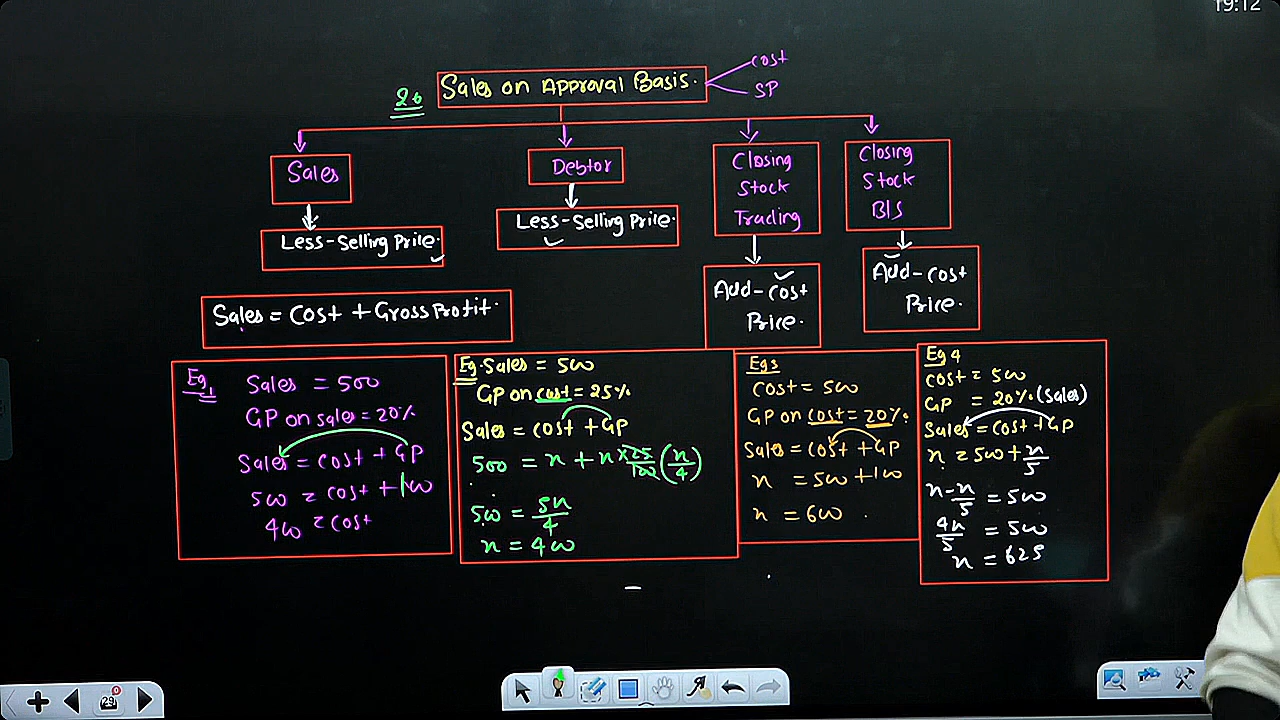 19:12
26
Sales on Approval Basis.
Cost
SP
Sales
Less-Selling Price.
Debtor
Less-Selling Price.
Closing
Stock
Trading
Add-Cost
Price.
Closing
Stock
B/S
Add-Cost
Price.
Sales = Cost + Gross Profit.
Eg1
Sales = 500
GP on sales = 20%
Sales = Cost + GP
500 = Cost + 100
400 = Cost
Eg. Sales = 500
GP on cost = 25%
Sales = Cost + GP
500 = x + x × 25/100 (x/4)
500 = 5x/4
x = 400
Eg3
Cost = 500
GP on cost = 20%.
Sales = Cost + GP
x = 500 + 100
x = 600
Eg 4
Cost = 500
GP = 20% (Sales)
Sales = Cost + GP
x = 500 + x/5
x - x/5 = 500
4x/5 = 500
x = 625
29
0